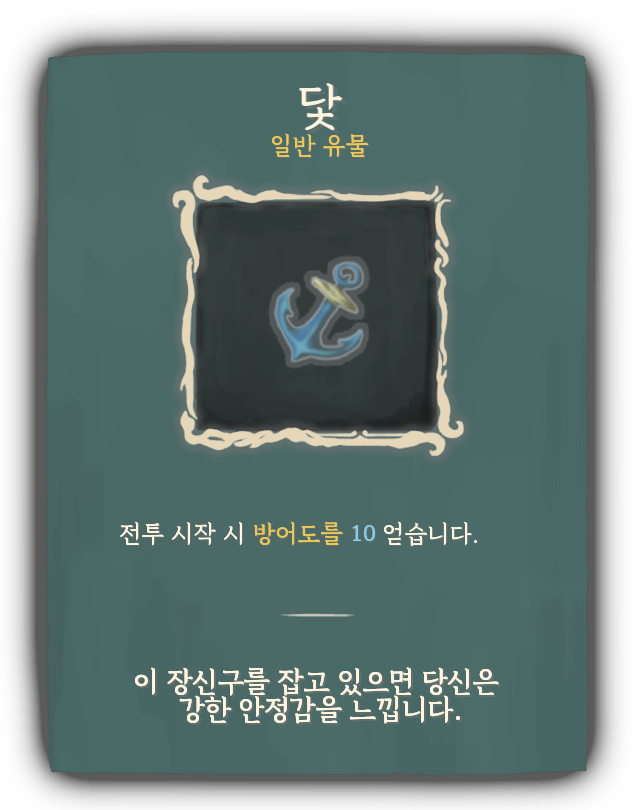 닻
일반 유물
전투 시작 시 방어도를 10 얻습니다.
이 장신구를 잡고 있으면 당신은
강한 안정감을 느낍니다.